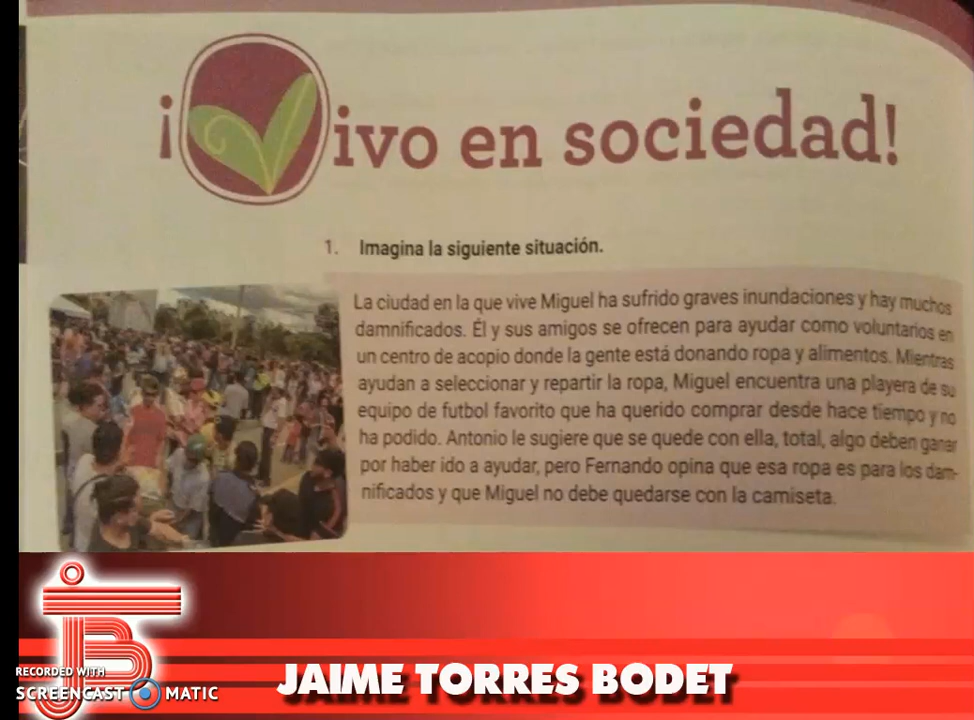 ¡Vivo en sociedad!
1. Imagina la siguiente situación.
La ciudad en la que vive Miguel ha sufrido graves inundaciones y hay muchos
damnificados. Él y sus amigos se ofrecen para ayudar como voluntarios en
un centro de acopio donde la gente está donando ropa y alimentos. Mientras
ayudan a seleccionar y repartir la ropa, Miguel encuentra una playera de su
equipo de futbol favorito que ha querido comprar desde hace tiempo y no
ha podido. Antonio le sugiere que se quede con ella, total, algo deben ganar
por haber ido a ayudar, pero Fernando opina que esa ropa es para los dam-
nificados y que Miguel no debe quedarse con la camiseta.
JAIME TORRES BODET
RECORDED WITH
SCREENCAST MATIC